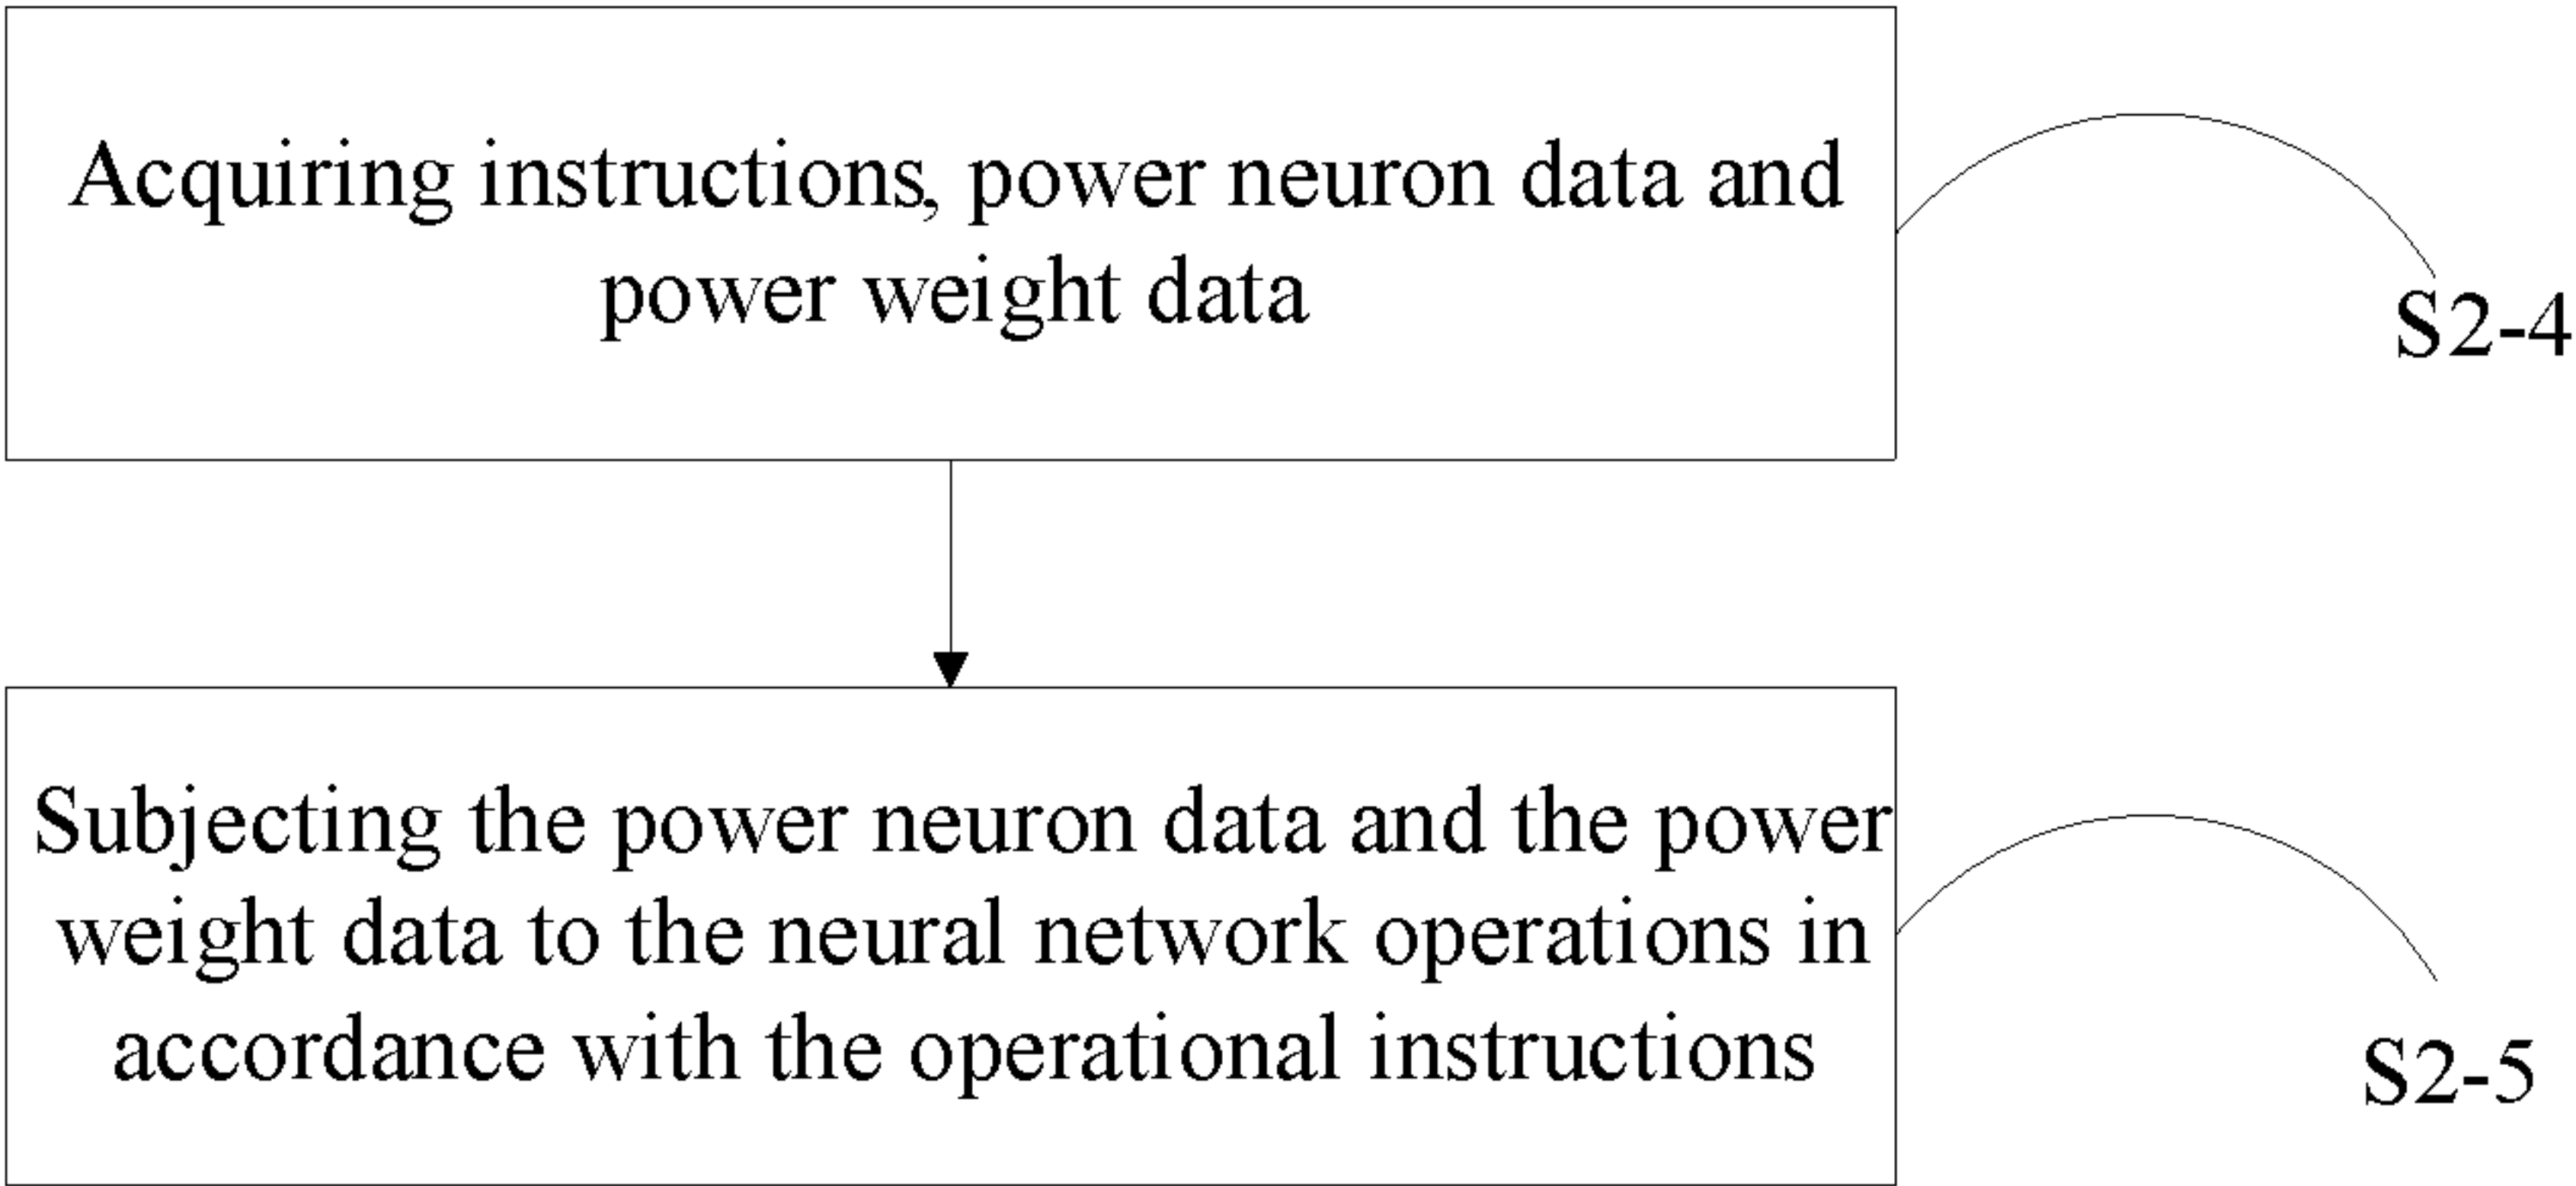 Acquiring instructions, power neuron data and
power weight data
S2-4
Subjecting the power neuron data and the power
weight data to the neural network operations in
accordance with the operational instructions
S2-5